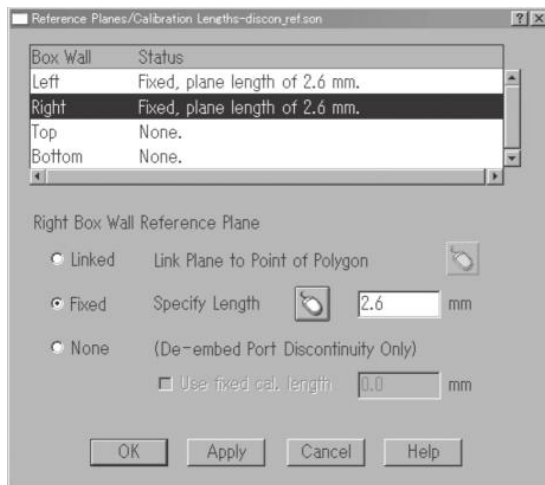 Reference Planes/Calibration Lengths-discon_ref.son
Box Wall Status
Left Fixed, plane length of 2.6 mm.
Right Fixed, plane length of 2.6 mm.
Top None.
Bottom None.
Right Box Wall Reference Plane
Linked Link Plane to Point of Polygon
Fixed Specify Length 2.6 mm
None (De-embed Port Discontinuity Only)
Use fixed cal. length 0.0 mm
OK Apply Cancel Help